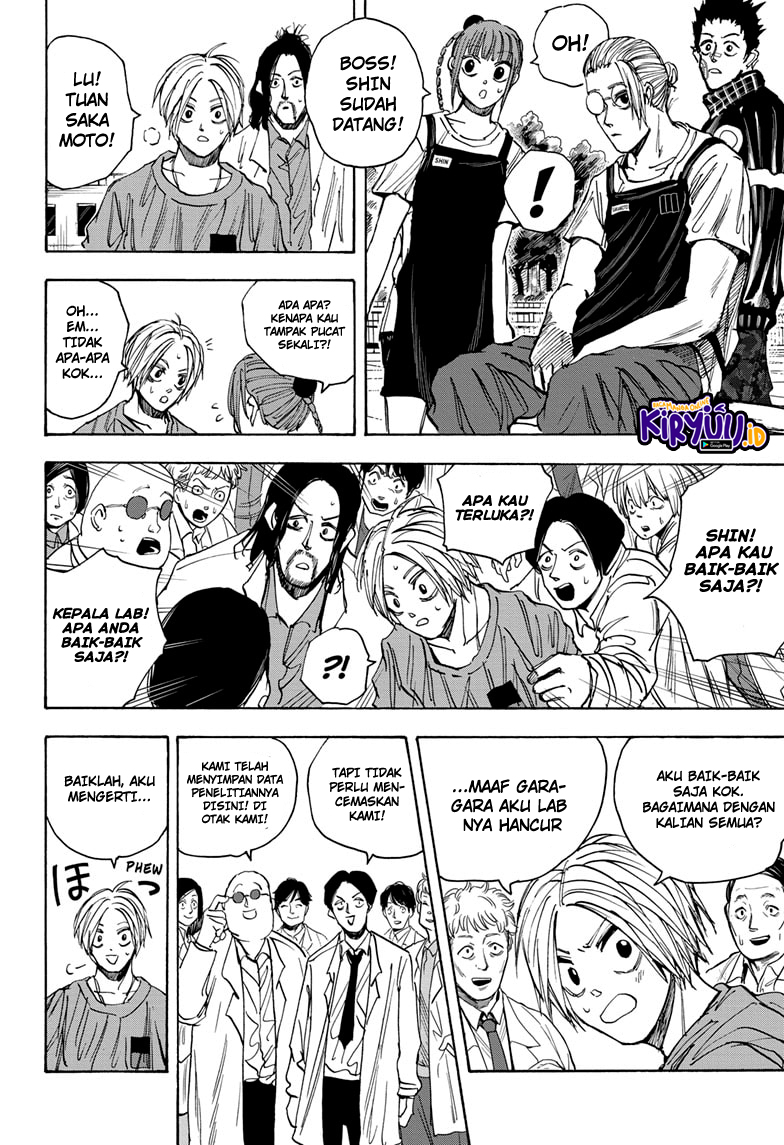 OH!
BOSS!
SHIN
SUDAH
DATANG!
!
SHIN
LU!
TUAN
SAKA
MOTO!
ADA APA?
KENAPA KAU
TAMPAK PUCAT
SEKALI?!
OH...
EM...
TIDAK
APA-APA
KOK...
KIRYUU.ID
Google Play
SHIN!
APA KAU
BAIK-BAIK
SAJA?!
APA KAU
TERLUKA?!
?!
KEPALA LAB!
APA ANDA
BAIK-BAIK
SAJA?!
AKU BAIK-BAIK
SAJA KOK.
BAGAIMANA DENGAN
KALIAN SEMUA?
...MAAF GARA-
GARA AKU LAB
NYA HANCUR
TAPI TIDAK
PERLU MEN-
CEMASKAN
KAMI!
KAMI TELAH
MENYIMPAN DATA
PENELITIANNYA
DISINI! DI
OTAK KAMI!
BAIKLAH, AKU
MENGERTI...
PHEW
ほっ